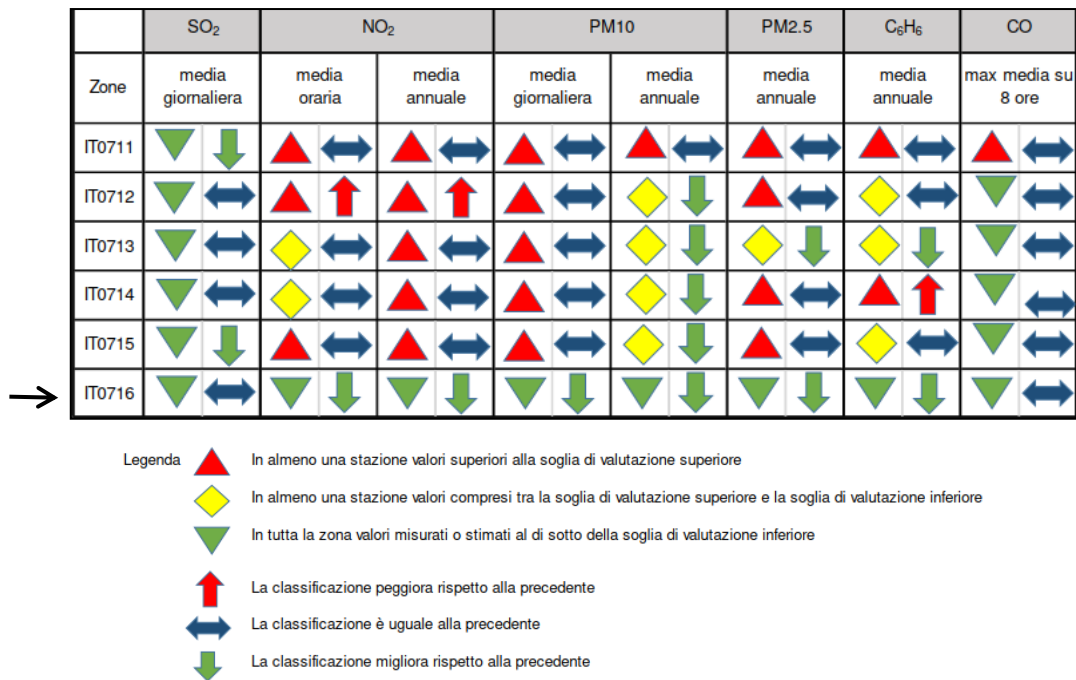 SO₂ NO₂ PM10 PM2.5 C₆H₆ CO
Zone media giornaliera media oraria media annuale media giornaliera media annuale media annuale media annuale max media su 8 ore
IT0711
IT0712
IT0713
IT0714
IT0715
IT0716
Legenda In almeno una stazione valori superiori alla soglia di valutazione superiore
In almeno una stazione valori compresi tra la soglia di valutazione superiore e la soglia di valutazione inferiore
In tutta la zona valori misurati o stimati al di sotto della soglia di valutazione inferiore
La classificazione peggiora rispetto alla precedente
La classificazione è uguale alla precedente
La classificazione migliora rispetto alla precedente